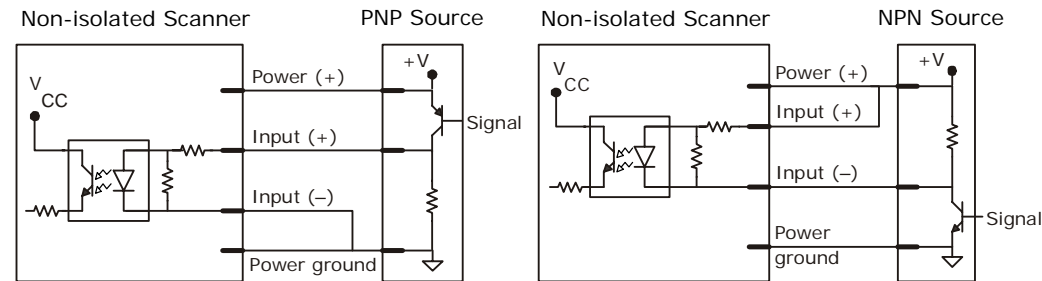 Non-isolated Scanner
PNP Source
+V
Power (+)
V
CC
Signal
Input (+)
Input (–)
Power ground
Non-isolated Scanner
NPN Source
+V
Power (+)
V
CC
Input (+)
Input (–)
Signal
Power
ground